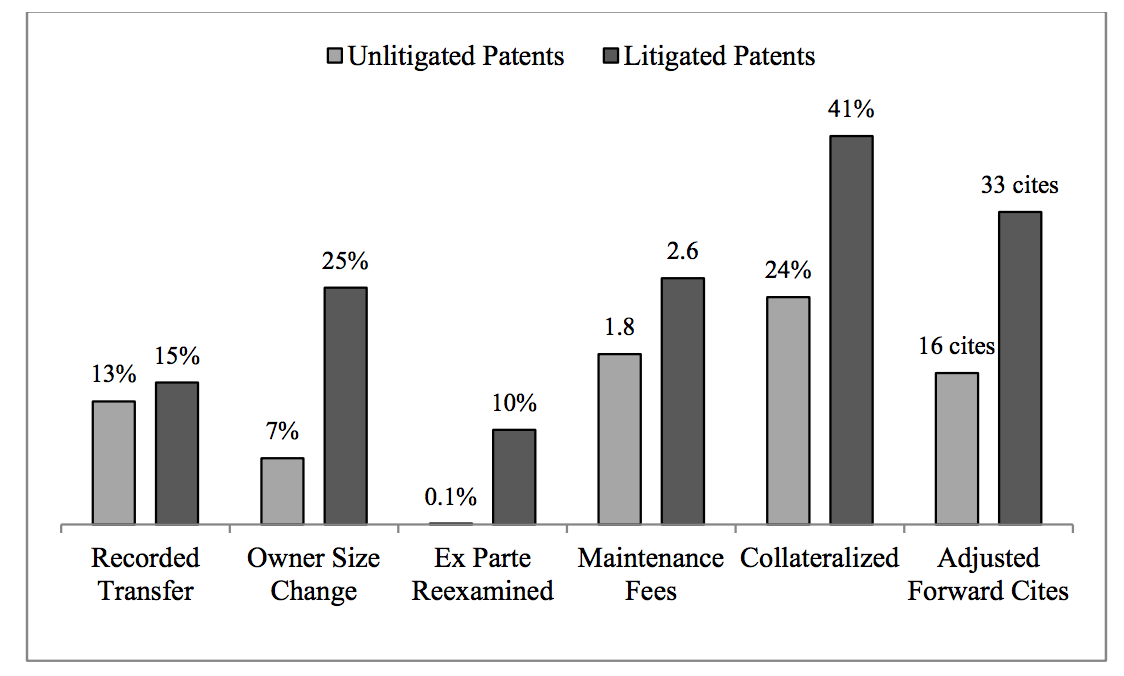 Unlitigated Patents Litigated Patents
41%
33 cites
25%
2.6
24%
1.8
16 cites
13%
15%
7%
10%
0.1%
Recorded Transfer
Owner Size Change
Ex Parte Reexamined
Maintenance Fees
Collateralized
Adjusted Forward Cites